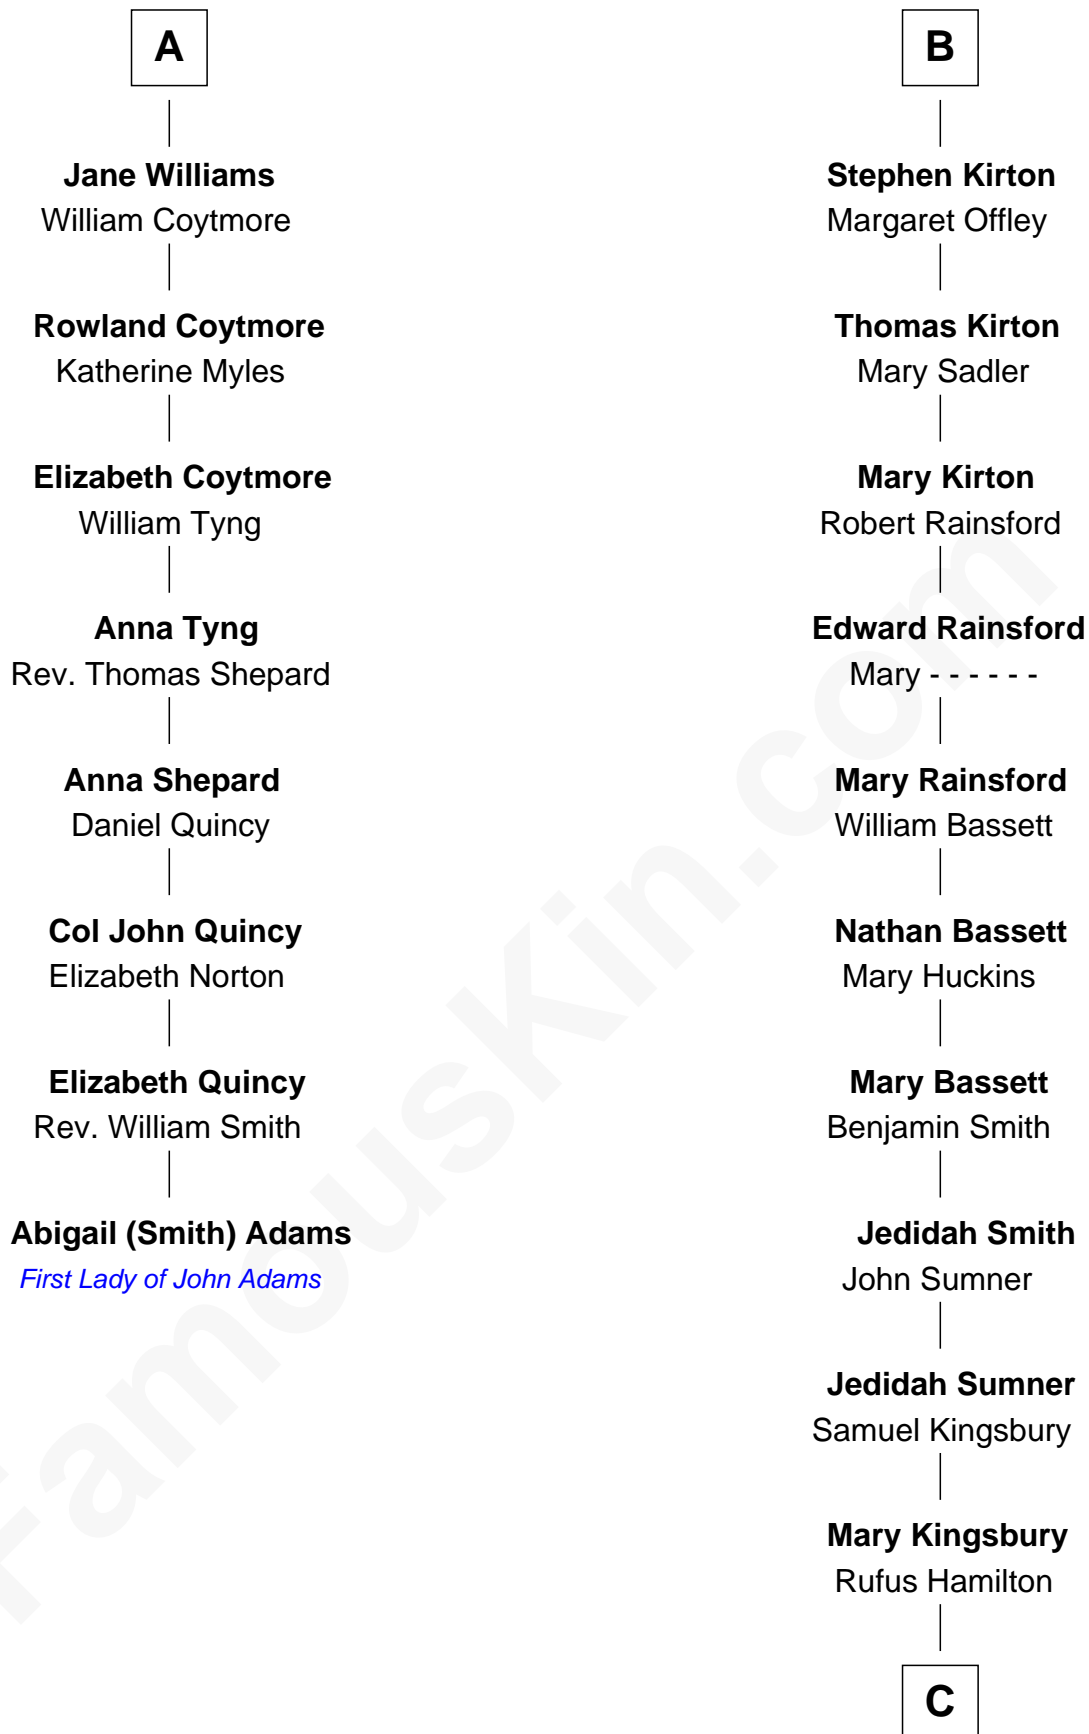 A
Jane Williams
William Coytmore
Rowland Coytmore
Katherine Myles
Elizabeth Coytmore
William Tyng
Anna Tyng
Rev. Thomas Shepard
Anna Shepard
Daniel Quincy
Col John Quincy
Elizabeth Norton
Elizabeth Quincy
Rev. William Smith
Abigail (Smith) Adams
First Lady of John Adams
B
Stephen Kirton
Margaret Offley
Thomas Kirton
Mary Sadler
Mary Kirton
Robert Rainsford
Edward Rainsford
Mary - - - - - -
Mary Rainsford
William Bassett
Nathan Bassett
Mary Huckins
Mary Bassett
Benjamin Smith
Jedidah Smith
John Sumner
Jedidah Sumner
Samuel Kingsbury
Mary Kingsbury
Rufus Hamilton
C
FamousKin.com